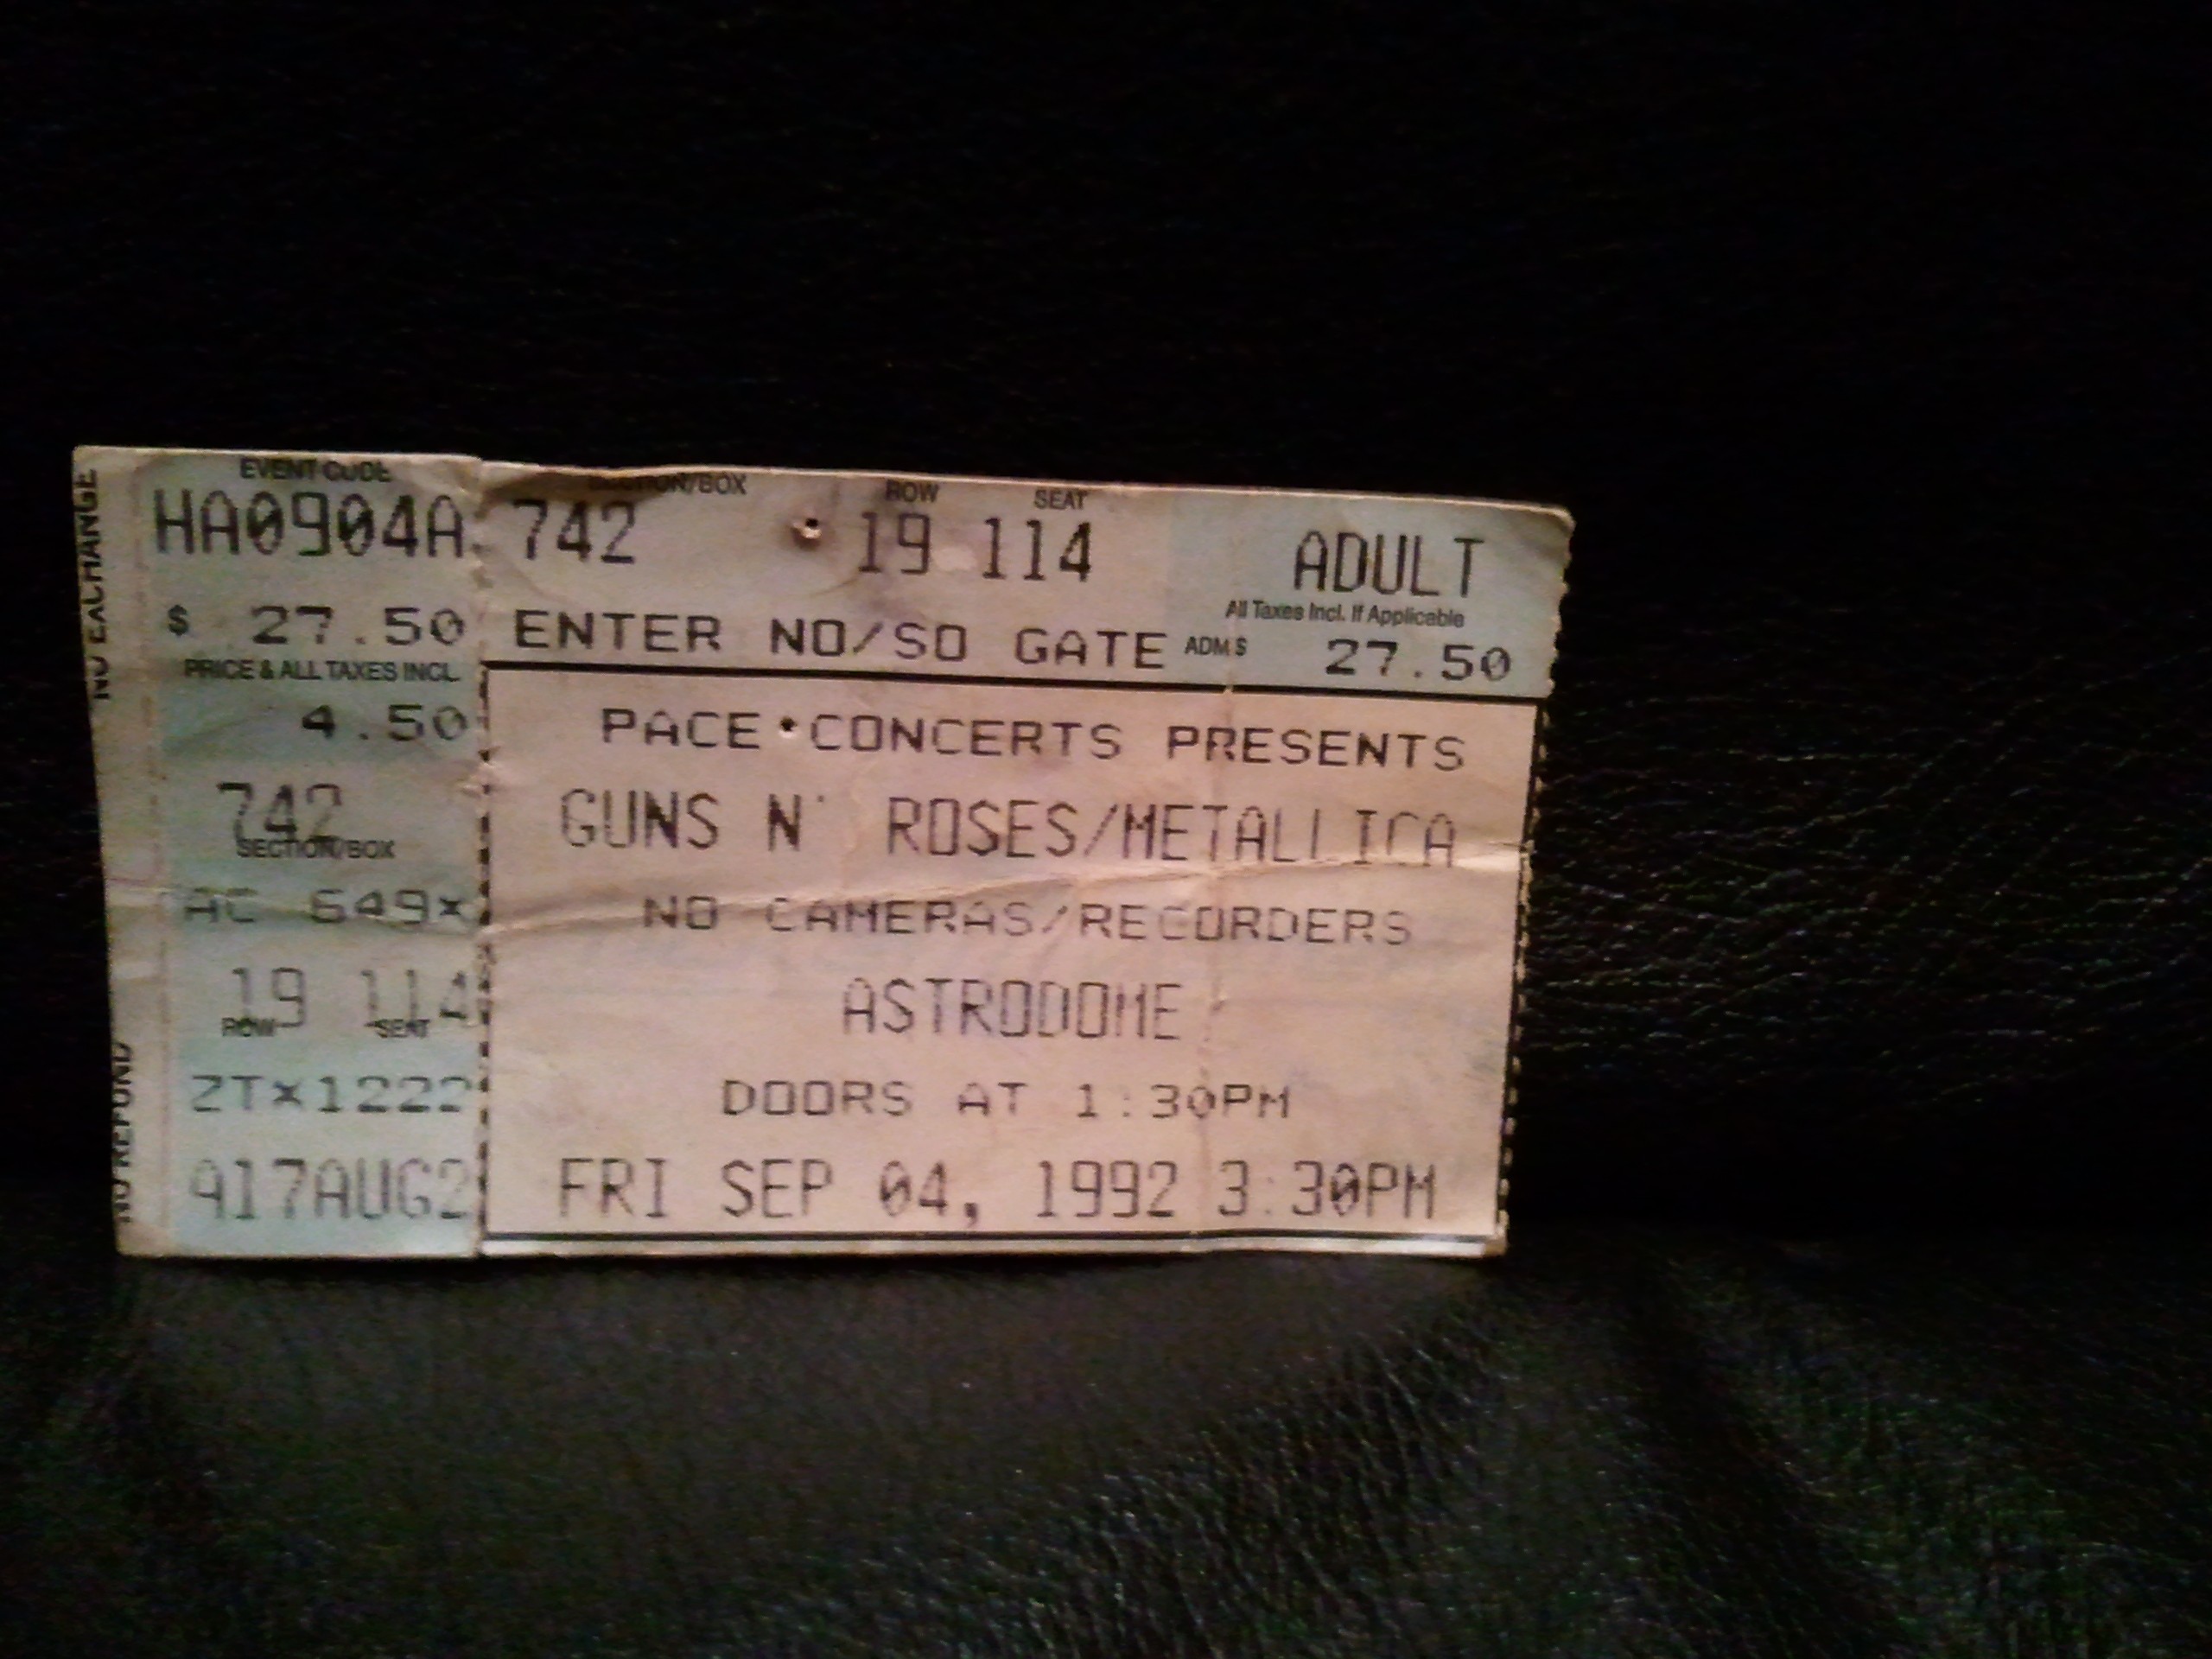 NO EXCHANGE
NO REFUND
EVENT CODE
HA0904A
$ 27.50
PRICE & ALL TAXES INCL.
4.50
742
SECTION/BOX
AC 649X
19 114
ROW SEAT
ZTX1222
A17AUG2
SECTION/BOX ROW SEAT
742 19 114 ADULT
All Taxes Incl. If Applicable
ENTER NO/SO GATE ADM $ 27.50
PACE CONCERTS PRESENTS
GUNS N' ROSES/METALLICA
NO CAMERAS/RECORDERS
ASTRODOME
DOORS AT 1:30PM
FRI SEP 04, 1992 3:30PM